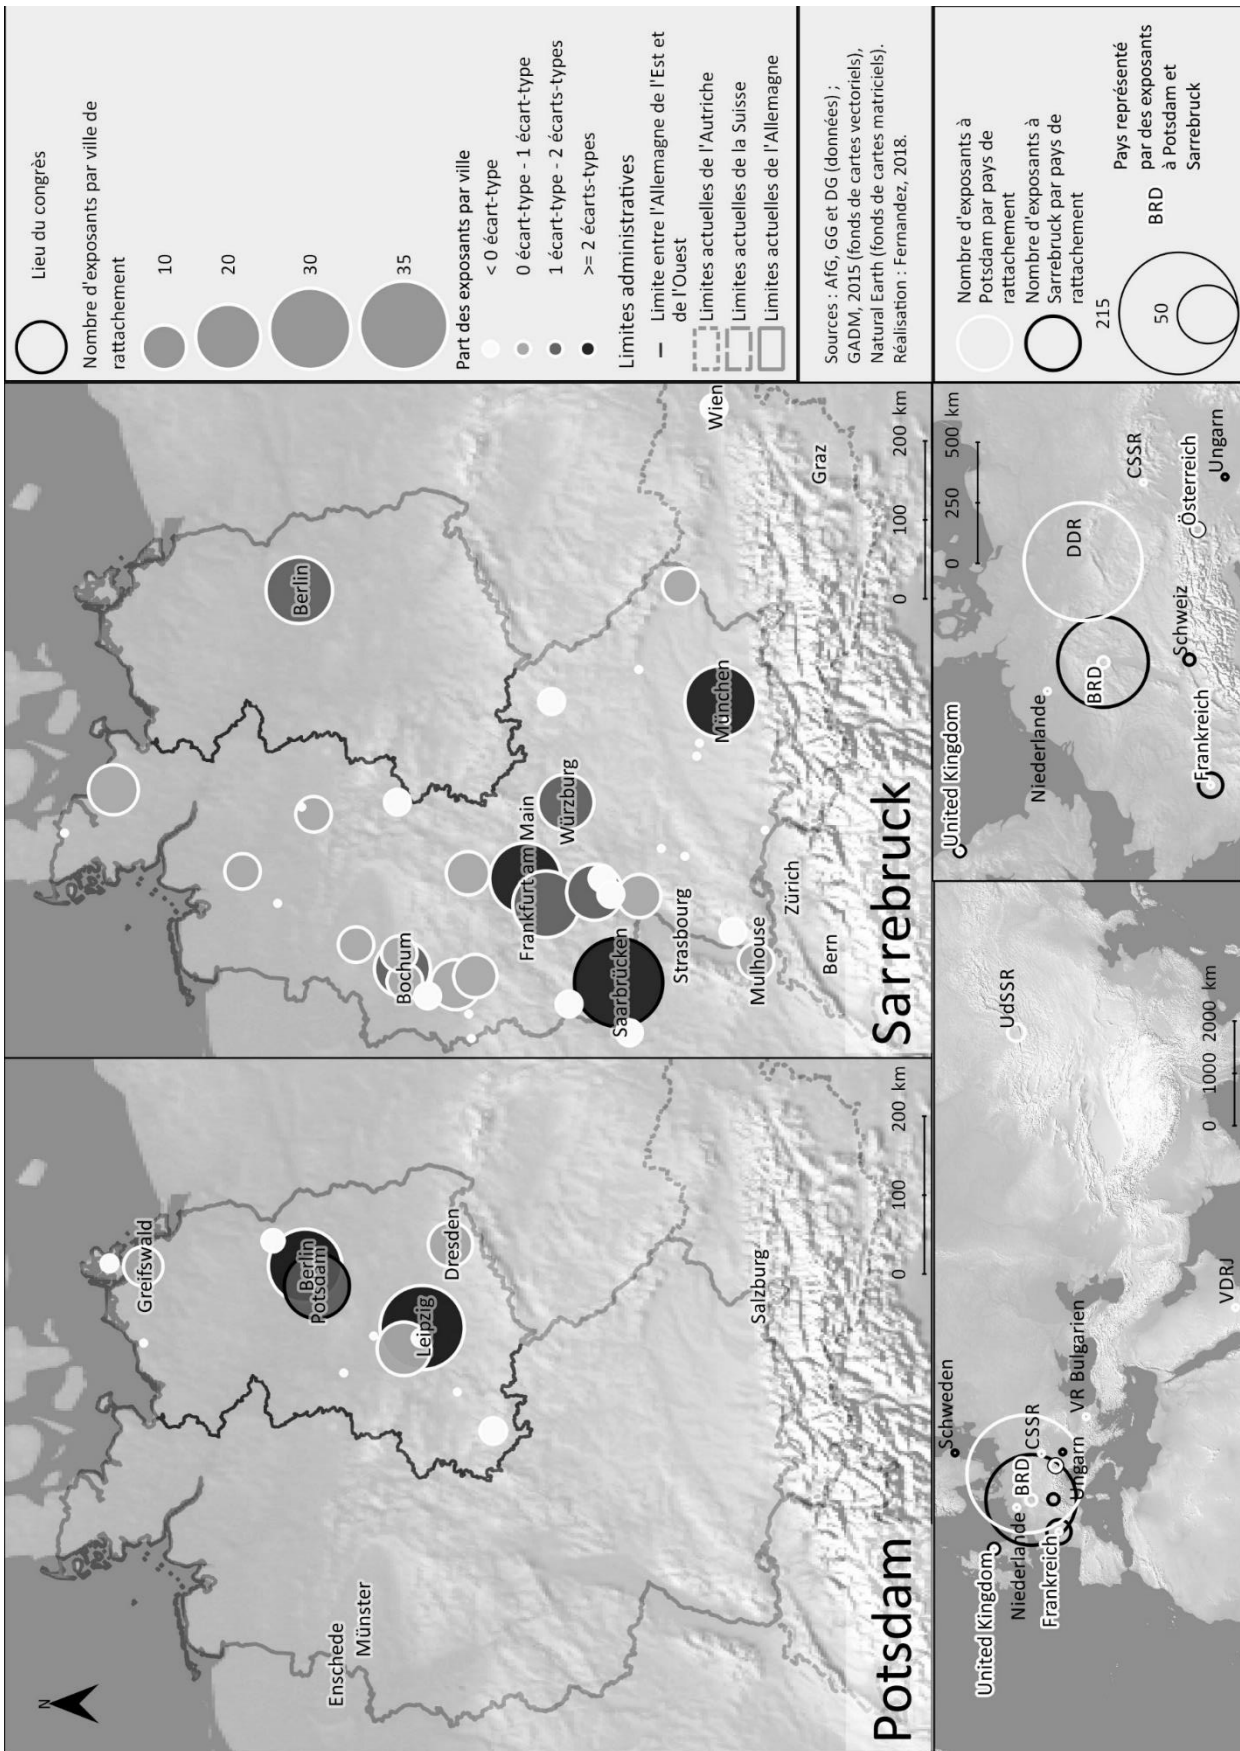 N
Enschede
Münster
Greifswald
Berlin
Potsdam
Leipzig
Dresden
Salzburg
0 100 200 km
Potsdam
Berlin
Bochum
Frankfurt am Main
Würzburg
Saarbrücken
Strasbourg
München
Mulhouse
Zürich
Bern
Wien
Graz
0 100 200 km
Sarrebruck
Lieu du congrès
Nombre d'exposants par ville de
rattachement
10
20
30
35
Part des exposants par ville
< 0 écart-type
0 écart-type - 1 écart-type
1 écart-type - 2 écarts-types
>= 2 écarts-types
Limites administratives
Limite entre l'Allemagne de l'Est et
de l'Ouest
Limites actuelles de l'Autriche
Limites actuelles de la Suisse
Limites actuelles de l'Allemagne
Sources : AfG, GG et DG (données) ;
GADM, 2015 (fonds de cartes vectoriels),
Natural Earth (fonds de cartes matriciels).
Réalisation : Fernandez, 2018.
Schweden
United Kingdom
Niederlande
BRD
CSSR
Frankreich
Ungarn
VR Bulgarien
UdSSR
VDRJ
0 1000 2000 km
United Kingdom
Niederlande
BRD
DDR
CSSR
Schweiz
Frankreich
Österreich
Ungarn
0 250 500 km
Nombre d'exposants à
Potsdam par pays de
rattachement
Nombre d'exposants à
Sarrebruck par pays de
rattachement
215
50
BRD
Pays représenté
par des exposants
à Potsdam et
Sarrebruck